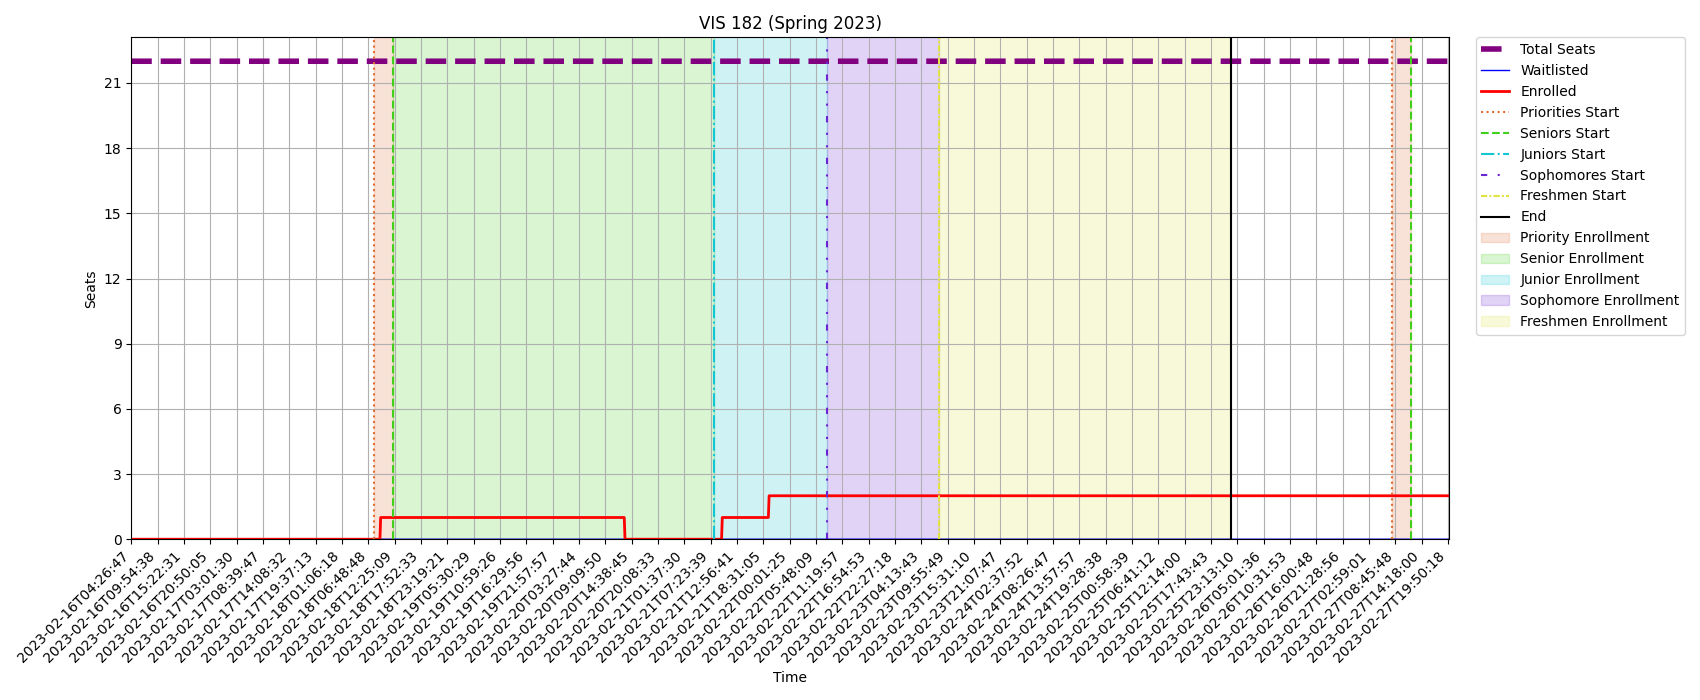 VIS 182 (Spring 2023)
Total Seats
Waitlisted
Enrolled
Priorities Start
Seniors Start
Juniors Start
Sophomores Start
Freshmen Start
End
Priority Enrollment
Senior Enrollment
Junior Enrollment
Sophomore Enrollment
Freshmen Enrollment
Seats
21
18
15
12
9
6
3
0
2023-02-16T04:26:47
2023-02-16T09:54:38
2023-02-16T15:22:31
2023-02-16T20:50:05
2023-02-17T03:01:30
2023-02-17T08:39:47
2023-02-17T14:08:32
2023-02-17T19:37:13
2023-02-18T01:06:18
2023-02-18T06:48:48
2023-02-18T12:25:09
2023-02-18T17:52:33
2023-02-18T23:19:21
2023-02-19T05:30:29
2023-02-19T10:59:26
2023-02-19T16:29:56
2023-02-19T21:57:57
2023-02-20T03:27:44
2023-02-20T09:09:50
2023-02-20T14:38:45
2023-02-20T20:08:33
2023-02-21T01:37:30
2023-02-21T07:23:39
2023-02-21T12:56:41
2023-02-21T18:31:05
2023-02-22T00:01:25
2023-02-22T05:48:09
2023-02-22T11:19:57
2023-02-22T16:54:53
2023-02-22T22:27:18
2023-02-23T04:13:43
2023-02-23T09:55:49
2023-02-23T15:31:10
2023-02-23T21:07:47
2023-02-24T02:37:52
2023-02-24T08:26:47
2023-02-24T13:57:57
2023-02-24T19:28:38
2023-02-25T00:58:39
2023-02-25T06:41:12
2023-02-25T12:14:00
2023-02-25T17:43:43
2023-02-25T23:13:10
2023-02-26T05:01:36
2023-02-26T10:31:53
2023-02-26T16:00:48
2023-02-26T21:28:56
2023-02-27T02:59:01
2023-02-27T08:45:48
2023-02-27T14:18:00
2023-02-27T19:50:18
Time